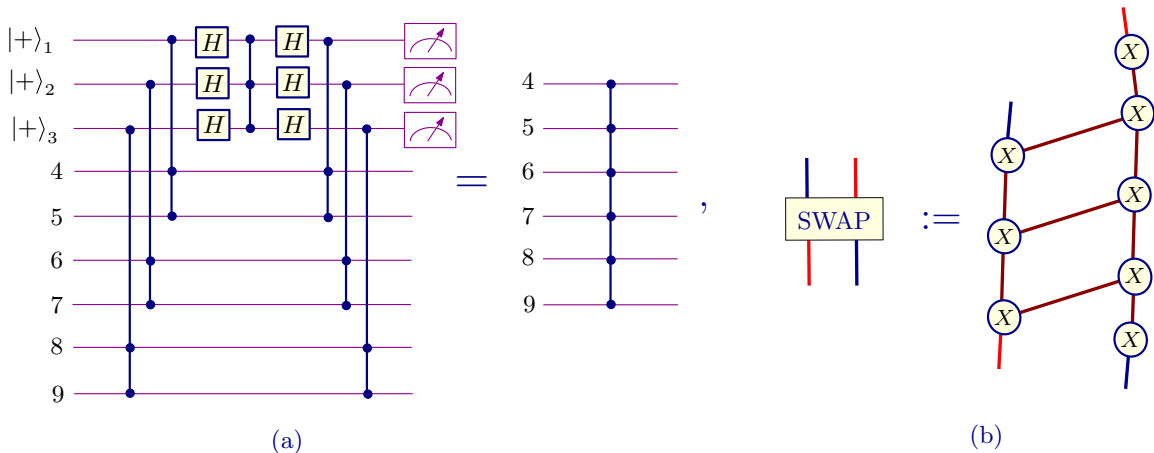 |+⟩₁ H H
|+⟩₂ H H
|+⟩₃ H H
4
5
6
7
8
9
=
4
5
6
7
8
9
,
SWAP
:=
X
X
X
X
X
X
X
X
(a)
(b)